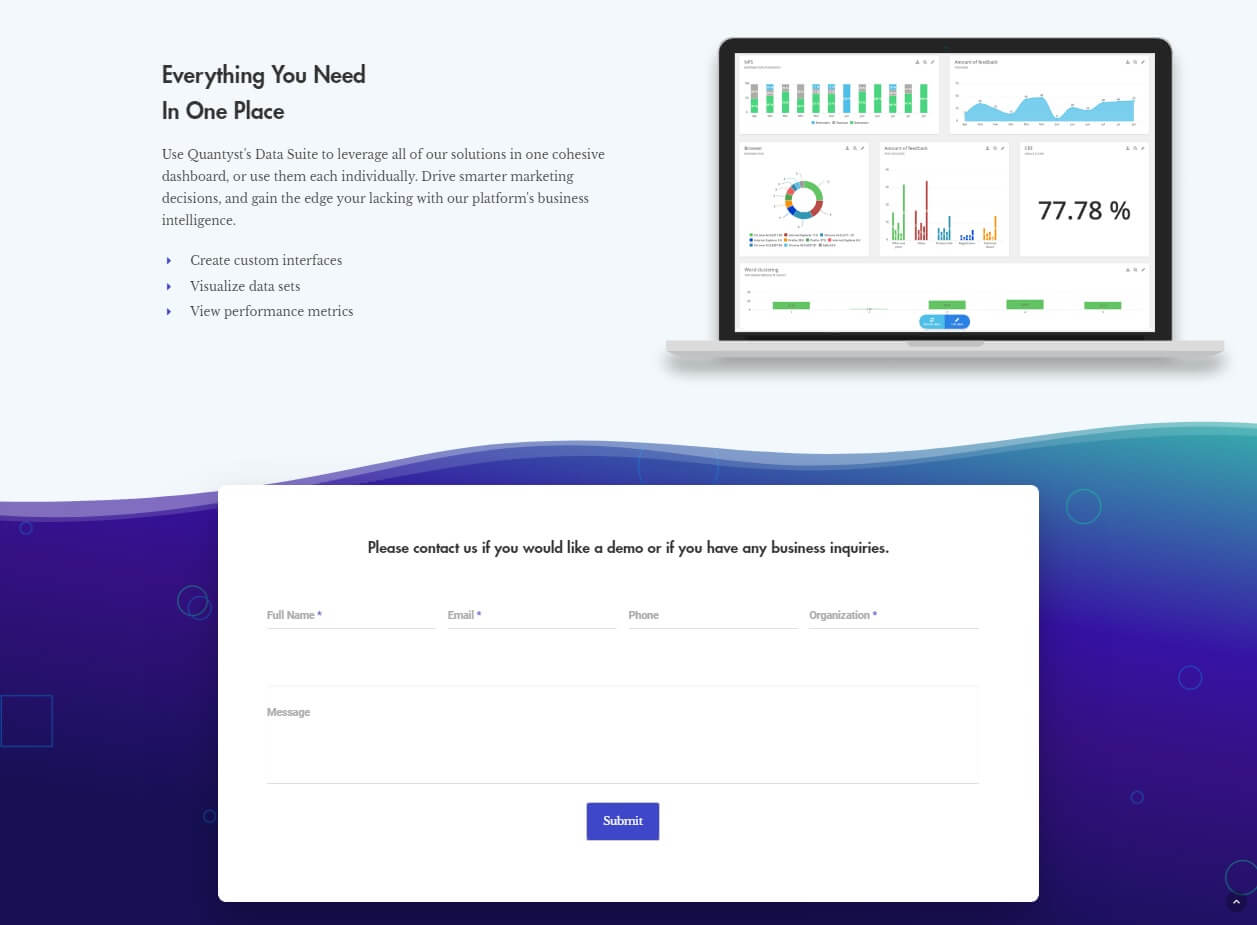 Everything You Need
In One Place
Use Quantyst's Data Suite to leverage all of our solutions in one cohesive
dashboard, or use them each individually. Drive smarter marketing
decisions, and gain the edge your lacking with our platform's business
intelligence.
Create custom interfaces
Visualize data sets
View performance metrics
NPS
Amount of feedback
Browser
Amount of feedback
CES
77.78 %
Word clustering
Please contact us if you would like a demo or if you have any business inquiries.
Full Name *
Email *
Phone
Organization *
Message
Submit